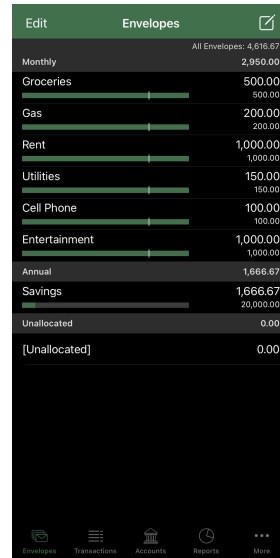 Edit Envelopes
All Envelopes: 4,616.67
Monthly 2,950.00
Groceries 500.00
500.00
Gas 200.00
200.00
Rent 1,000.00
1,000.00
Utilities 150.00
150.00
Cell Phone 100.00
100.00
Entertainment 1,000.00
1,000.00
Annual 1,666.67
Savings 1,666.67
20,000.00
Unallocated 0.00
[Unallocated] 0.00
Envelopes Transactions Accounts Reports More